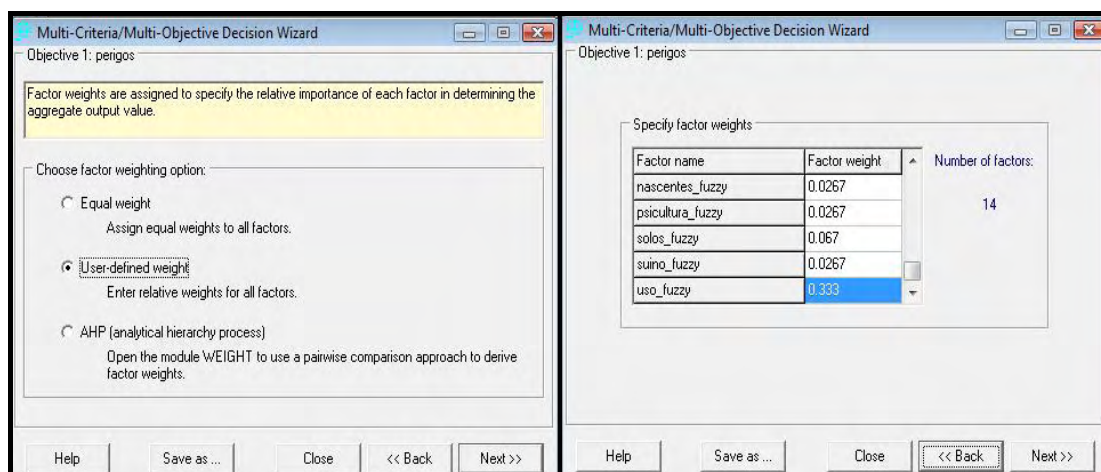 Multi-Criteria/Multi-Objective Decision Wizard
Objective 1: perigos
Factor weights are assigned to specify the relative importance of each factor in determining the
aggregate output value.
Choose factor weighting option:
Equal weight
Assign equal weights to all factors.
User-defined weight
Enter relative weights for all factors.
AHP (analytical hierarchy process)
Open the module WEIGHT to use a pairwise comparison approach to derive
factor weights.
Help Save as ... Close << Back Next >>
Multi-Criteria/Multi-Objective Decision Wizard
Objective 1: perigos
Specify factor weights
Factor name Factor weight Number of factors:
nascentes_fuzzy 0.0267
14
psicultura_fuzzy 0.0267
solos_fuzzy 0.067
suino_fuzzy 0.0267
uso_fuzzy 0.333
Help Save as ... Close << Back Next >>